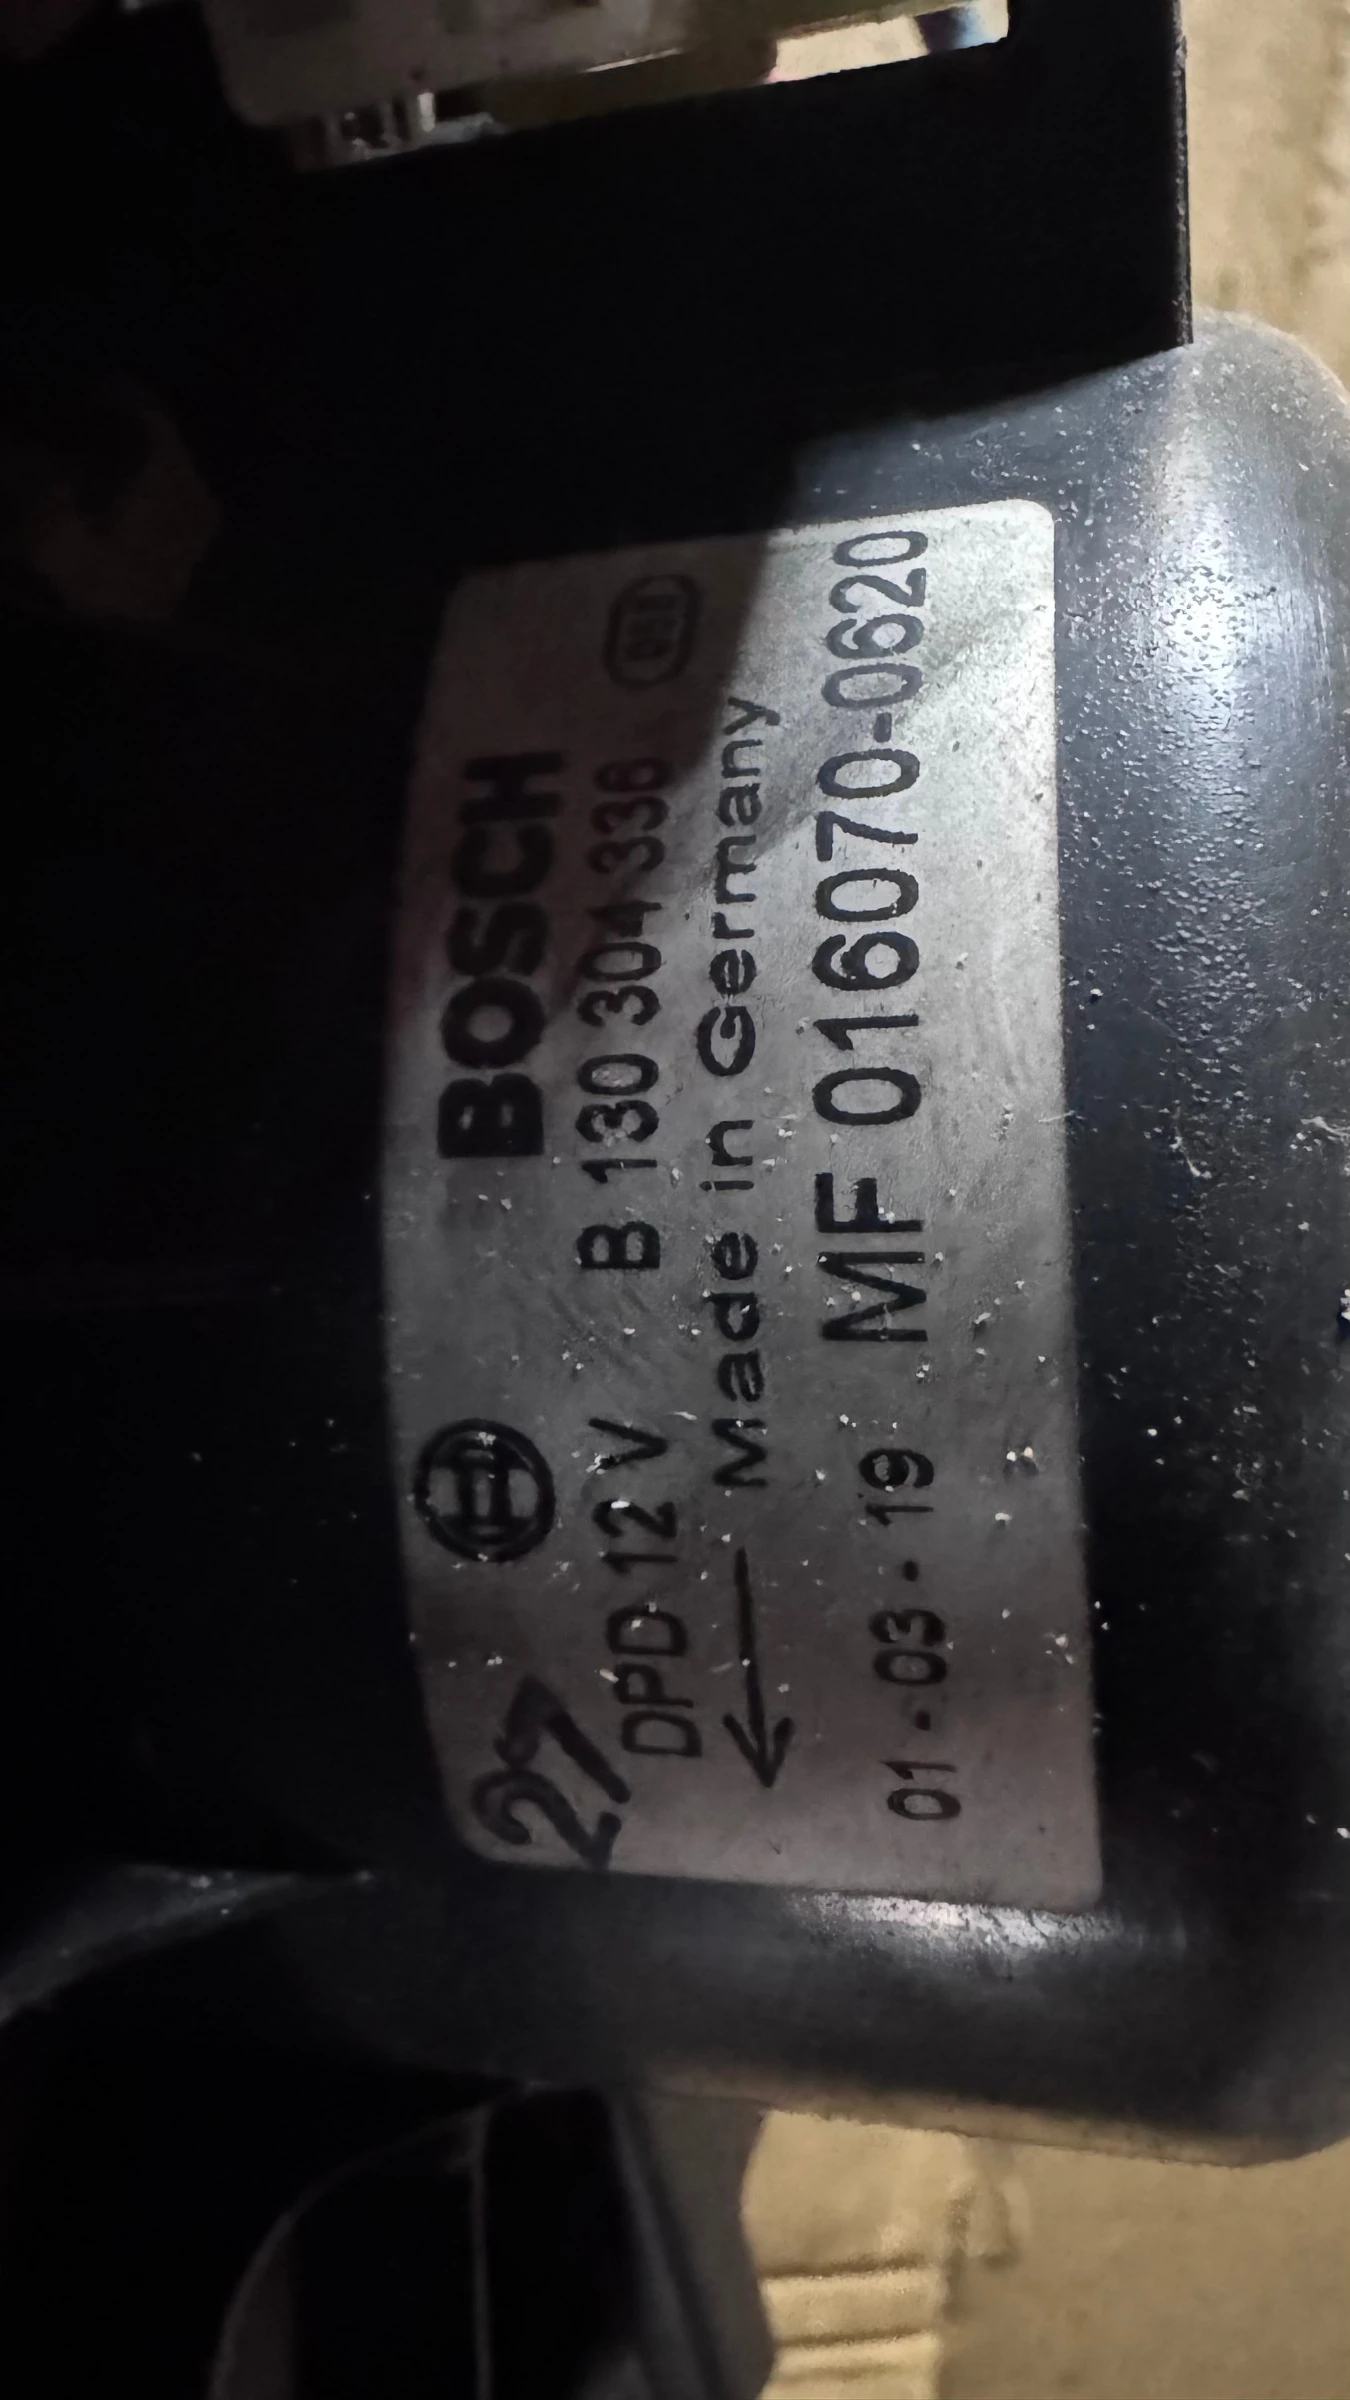 BOSCH
27 DPD 12 V B 130 304 336
Made in Germany
01-03-19 MF 016070-0620